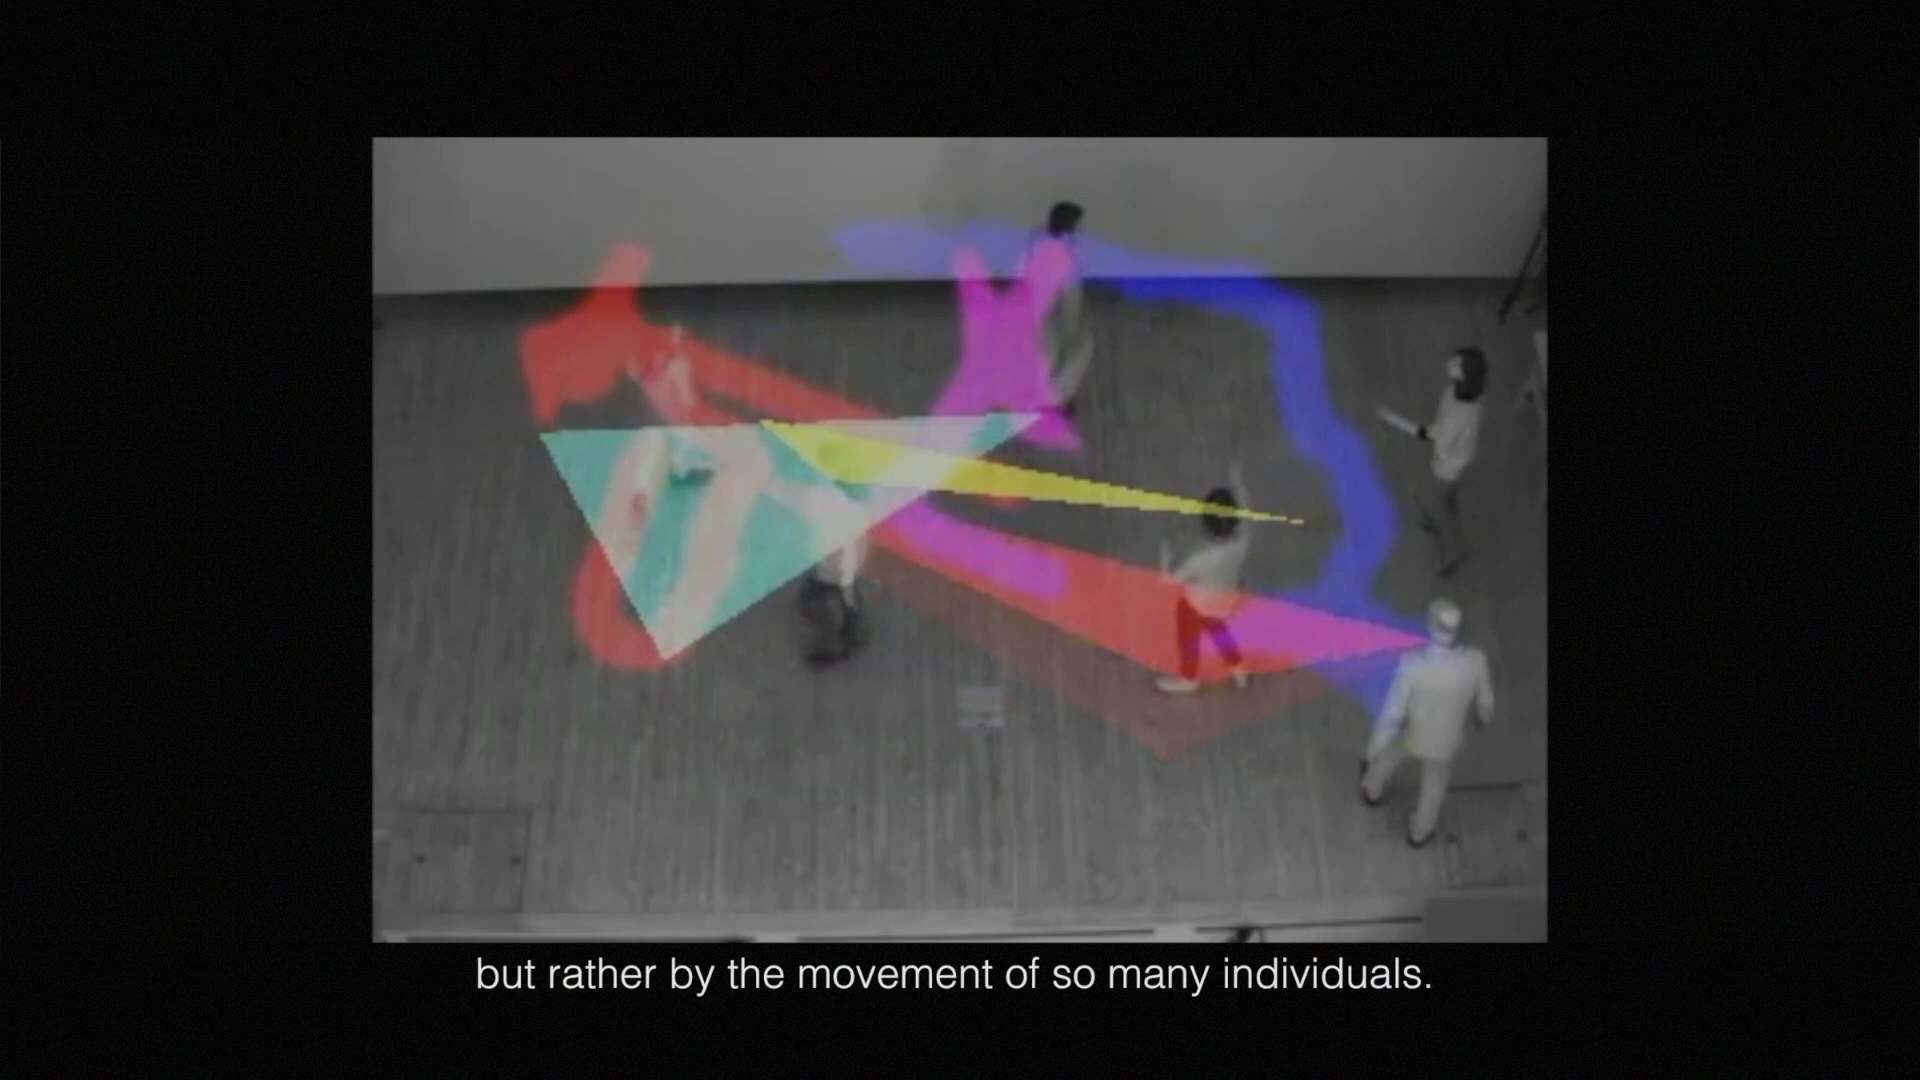 but rather by the movement of so many individuals.